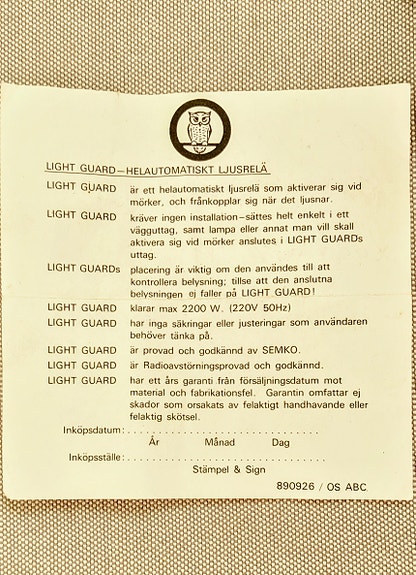 LIGHT GUARD–HELAUTOMATISKT LJUSRELÄ
LIGHT GUARD är ett helautomatiskt ljusrelä som aktiverar sig vid
mörker, och frånkopplar sig när det ljusnar.
LIGHT GUARD kräver ingen installation–sättes helt enkelt i ett
vägguttag, samt lampa eller annat man vill skall
aktivera sig vid mörker anslutes i LIGHT GUARDs
uttag.
LIGHT GUARDs placering är viktig om den användes till att
kontrollera belysning; tillse att den anslutna
belysningen ej faller på LIGHT GUARD!
LIGHT GUARD klarar max 2200 W. (220V 50Hz)
LIGHT GUARD har inga säkringar eller justeringar som användaren
behöver tänka på.
LIGHT GUARD är provad och godkänd av SEMKO.
LIGHT GUARD är Radioavstörningsprovad och godkännd.
LIGHT GUARD har ett års garanti från försäljningsdatum mot
material och fabrikationsfel. Garantin omfattar ej
skador som orsakats av felaktigt handhavande eller
felaktig skötsel.
Inköpsdatum: . . . . . . . . . . . . . . . . . . . . . . . . . . . . . .
År Månad Dag
Inköpsställe: . . . . . . . . . . . . . . . . . . . . . . . . . . . . . .
Stämpel & Sign
890926 / OS ABC